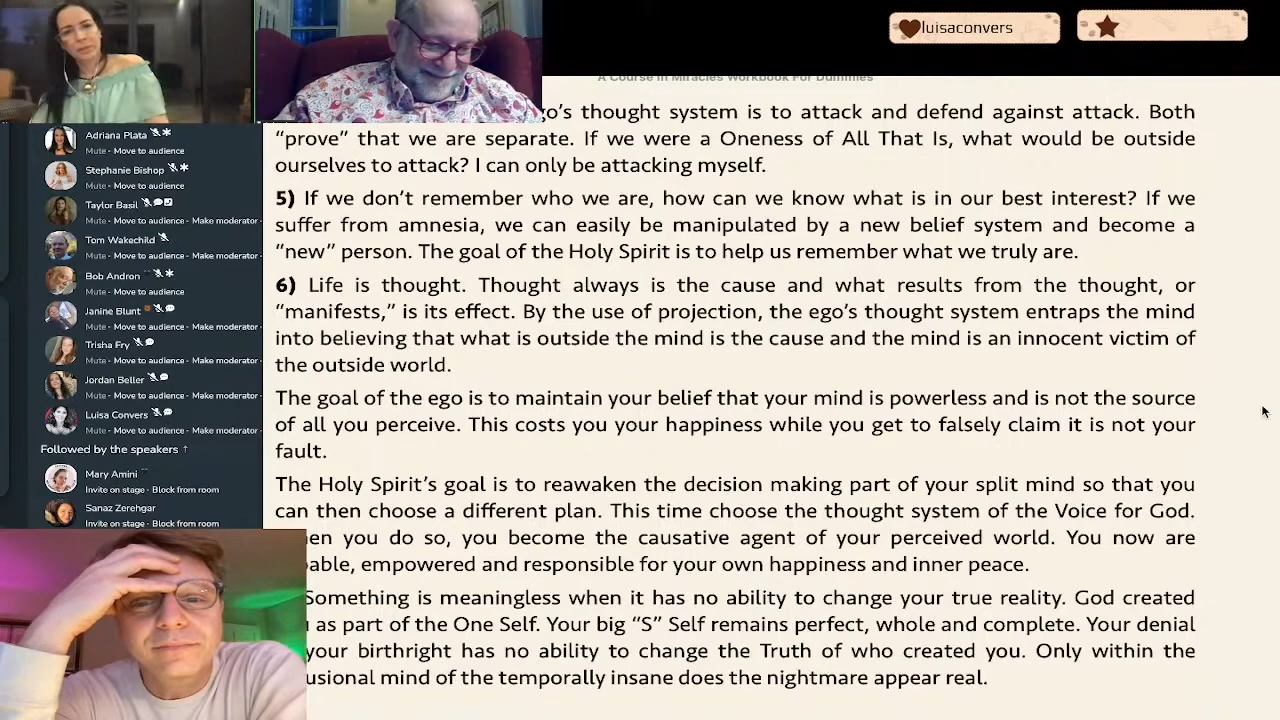 luisaconvers
A Course in Miracles Workbook For Dummies
Adriana Plata
Mute - Move to audience
Stephanie Bishop
Mute - Move to audience
Taylor Basil
Mute - Move to audience - Make moderator -
Tom Wakechild
Mute - Move to audience - Make moderator -
Bob Andron
Mute - Move to audience
Janine Blunt
Mute - Move to audience - Make moderator -
Trisha Fry
Mute - Move to audience - Make moderator -
Jordan Beller
Mute - Move to audience - Make moderator -
Luisa Convers
Mute - Move to audience - Make moderator -
Followed by the speakers ↑
Mary Amini
Invite on stage - Block from room
Sanaz Zerehgar
Invite on stage - Block from room
go’s thought system is to attack and defend against attack. Both
“prove” that we are separate. If we were a Oneness of All That Is, what would be outside
ourselves to attack? I can only be attacking myself.
5) If we don’t remember who we are, how can we know what is in our best interest? If we
suffer from amnesia, we can easily be manipulated by a new belief system and become a
“new” person. The goal of the Holy Spirit is to help us remember what we truly are.
6) Life is thought. Thought always is the cause and what results from the thought, or
“manifests,” is its effect. By the use of projection, the ego’s thought system entraps the mind
into believing that what is outside the mind is the cause and the mind is an innocent victim of
the outside world.
The goal of the ego is to maintain your belief that your mind is powerless and is not the source
of all you perceive. This costs you your happiness while you get to falsely claim it is not your
fault.
The Holy Spirit’s goal is to reawaken the decision making part of your split mind so that you
can then choose a different plan. This time choose the thought system of the Voice for God.
en you do so, you become the causative agent of your perceived world. You now are
able, empowered and responsible for your own happiness and inner peace.
Something is meaningless when it has no ability to change your true reality. God created
as part of the One Self. Your big “S” Self remains perfect, whole and complete. Your denial
your birthright has no ability to change the Truth of who created you. Only within the
usional mind of the temporally insane does the nightmare appear real.